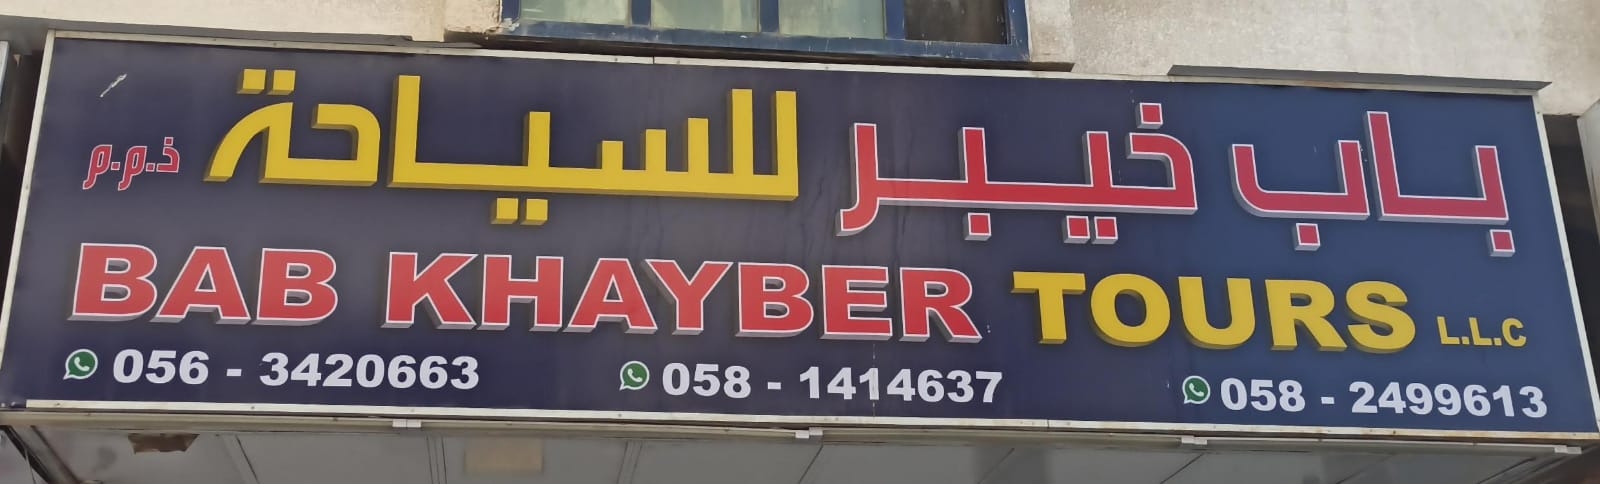 باب خيبر للسياحة ذ.م.م
BAB KHAYBER TOURS L.L.C
056 - 3420663 058 - 1414637 058 - 2499613